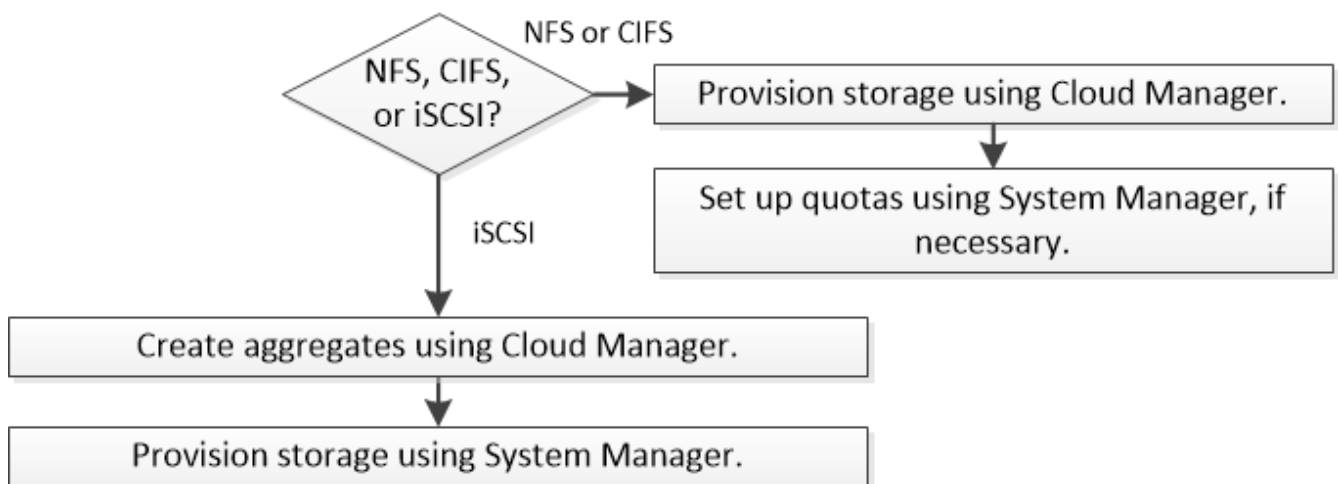 NFS or CIFS
NFS, CIFS,
or iSCSI?
Provision storage using Cloud Manager.
Set up quotas using System Manager, if
necessary.
iSCSI
Create aggregates using Cloud Manager.
Provision storage using System Manager.